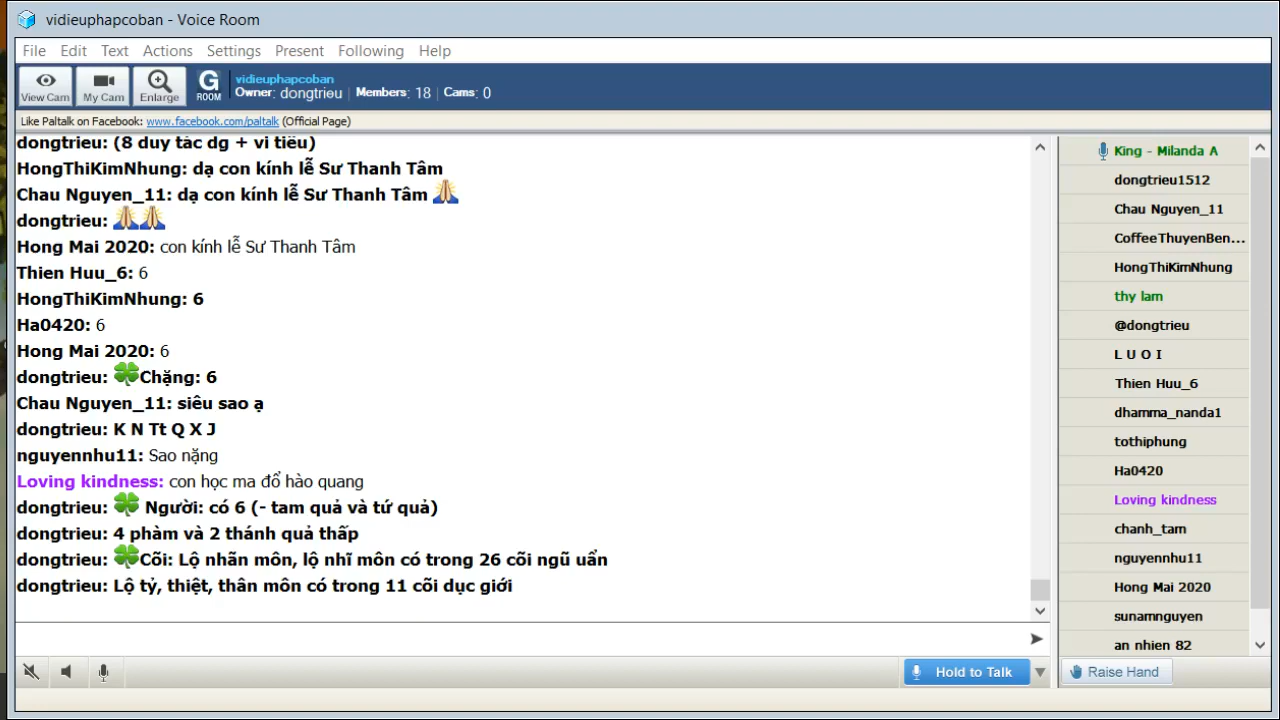 vidieuphapcoban - Voice Room
File Edit Text Actions Settings Present Following Help
View Cam
My Cam
Enlarge
G ROOM
vidieuphapcoban
Owner: dongtrieu | Members: 18 | Cams: 0
Like Paltalk on Facebook: www.facebook.com/paltalk (Official Page)
dongtrieu: (8 duy tác dg + vi tiếu)
HongThiKimNhung: dạ con kính lễ Sư Thanh Tâm
Chau Nguyen_11: dạ con kính lễ Sư Thanh Tâm 🙏
dongtrieu: 🙏🙏
Hong Mai 2020: con kính lễ Sư Thanh Tâm
Thien Huu_6: 6
HongThiKimNhung: 6
Ha0420: 6
Hong Mai 2020: 6
dongtrieu: 🍀Chặng: 6
Chau Nguyen_11: siêu sao ạ
dongtrieu: K N Tt Q X J
nguyennhu11: Sao nặng
Loving kindness: con học ma đổ hào quang
dongtrieu: 🍀 Người: có 6 (- tam quả và tứ quả)
dongtrieu: 4 phàm và 2 thánh quả thấp
dongtrieu: 🍀Cõi: Lộ nhãn môn, lộ nhĩ môn có trong 26 cõi ngũ uẩn
dongtrieu: Lộ tỷ, thiệt, thân môn có trong 11 cõi dục giới
King - Milanda A
dongtrieu1512
Chau Nguyen_11
CoffeeThuyenBen...
HongThiKimNhung
thy lam
@dongtrieu
L U O I
Thien Huu_6
dhamma_nanda1
tothiphung
Ha0420
Loving kindness
chanh_tam
nguyennhu11
Hong Mai 2020
sunamnguyen
an nhien 82
Hold to Talk
Raise Hand